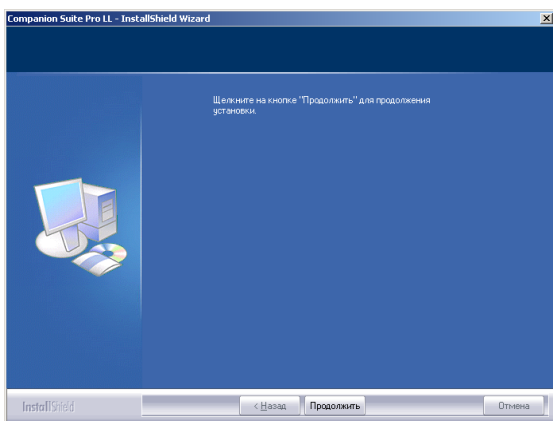 Companion Suite Pro LL - InstallShield Wizard
Щелкните на кнопке "Продолжить" для продолжения
установки.
InstallShield
< Назад Продолжить Отмена